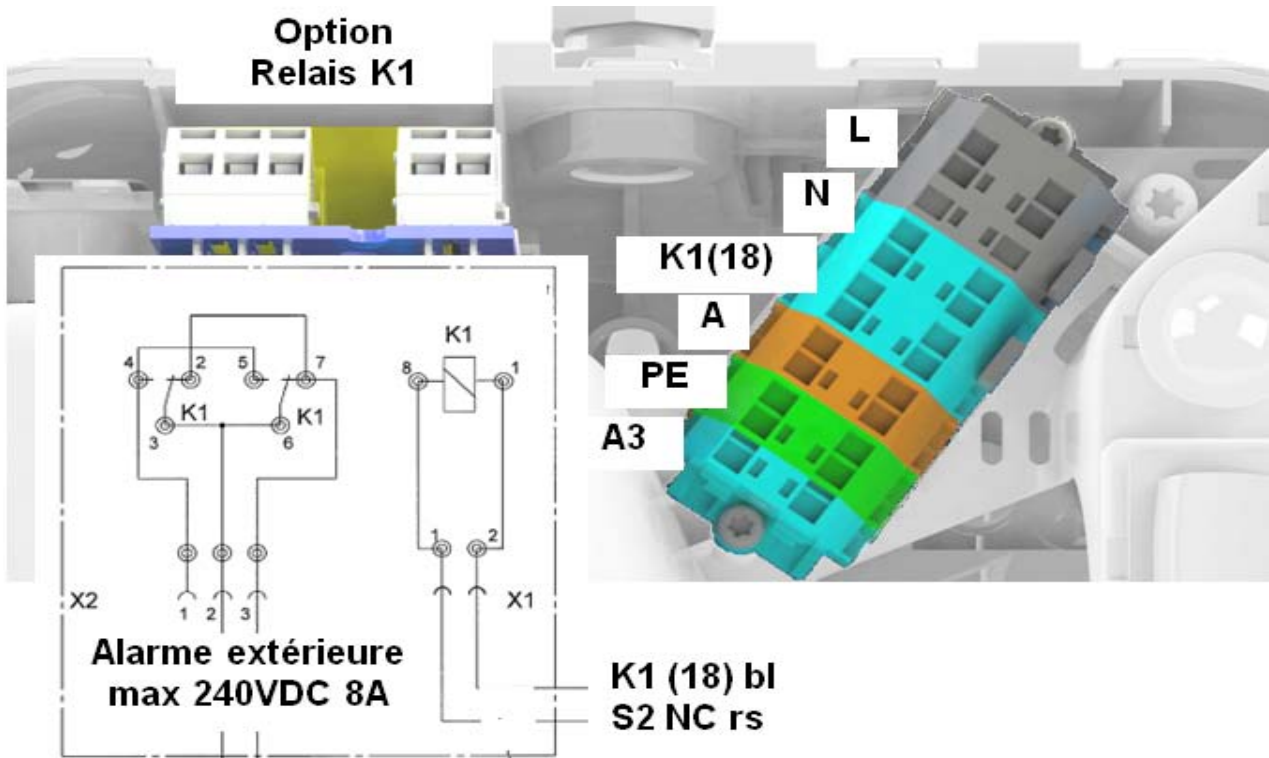 Option
Relais K1
L
N
K1(18)
A
PE
A3
4
2
5
7
K1
8
1
K1
K1
3
6
1
2
X2
1
2
3
X1
Alarme extérieure
max 240VDC 8A
K1 (18) bl
S2 NC rs